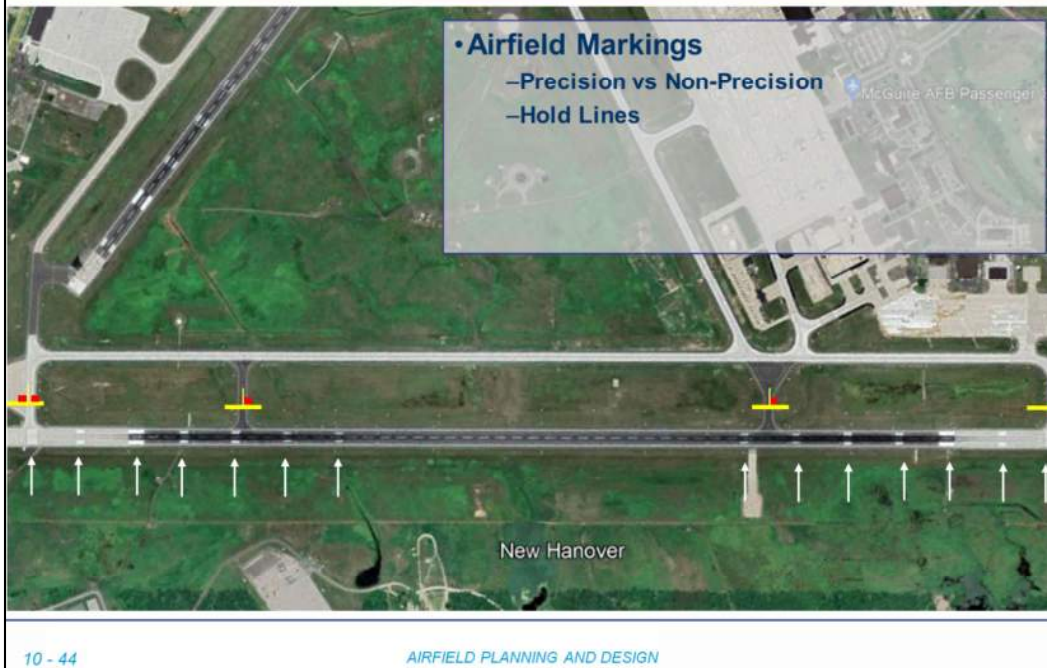 •Airfield Markings
–Precision vs Non-Precision
–Hold Lines
McGuire AFB Passenger
New Hanover
10 - 44
AIRFIELD PLANNING AND DESIGN